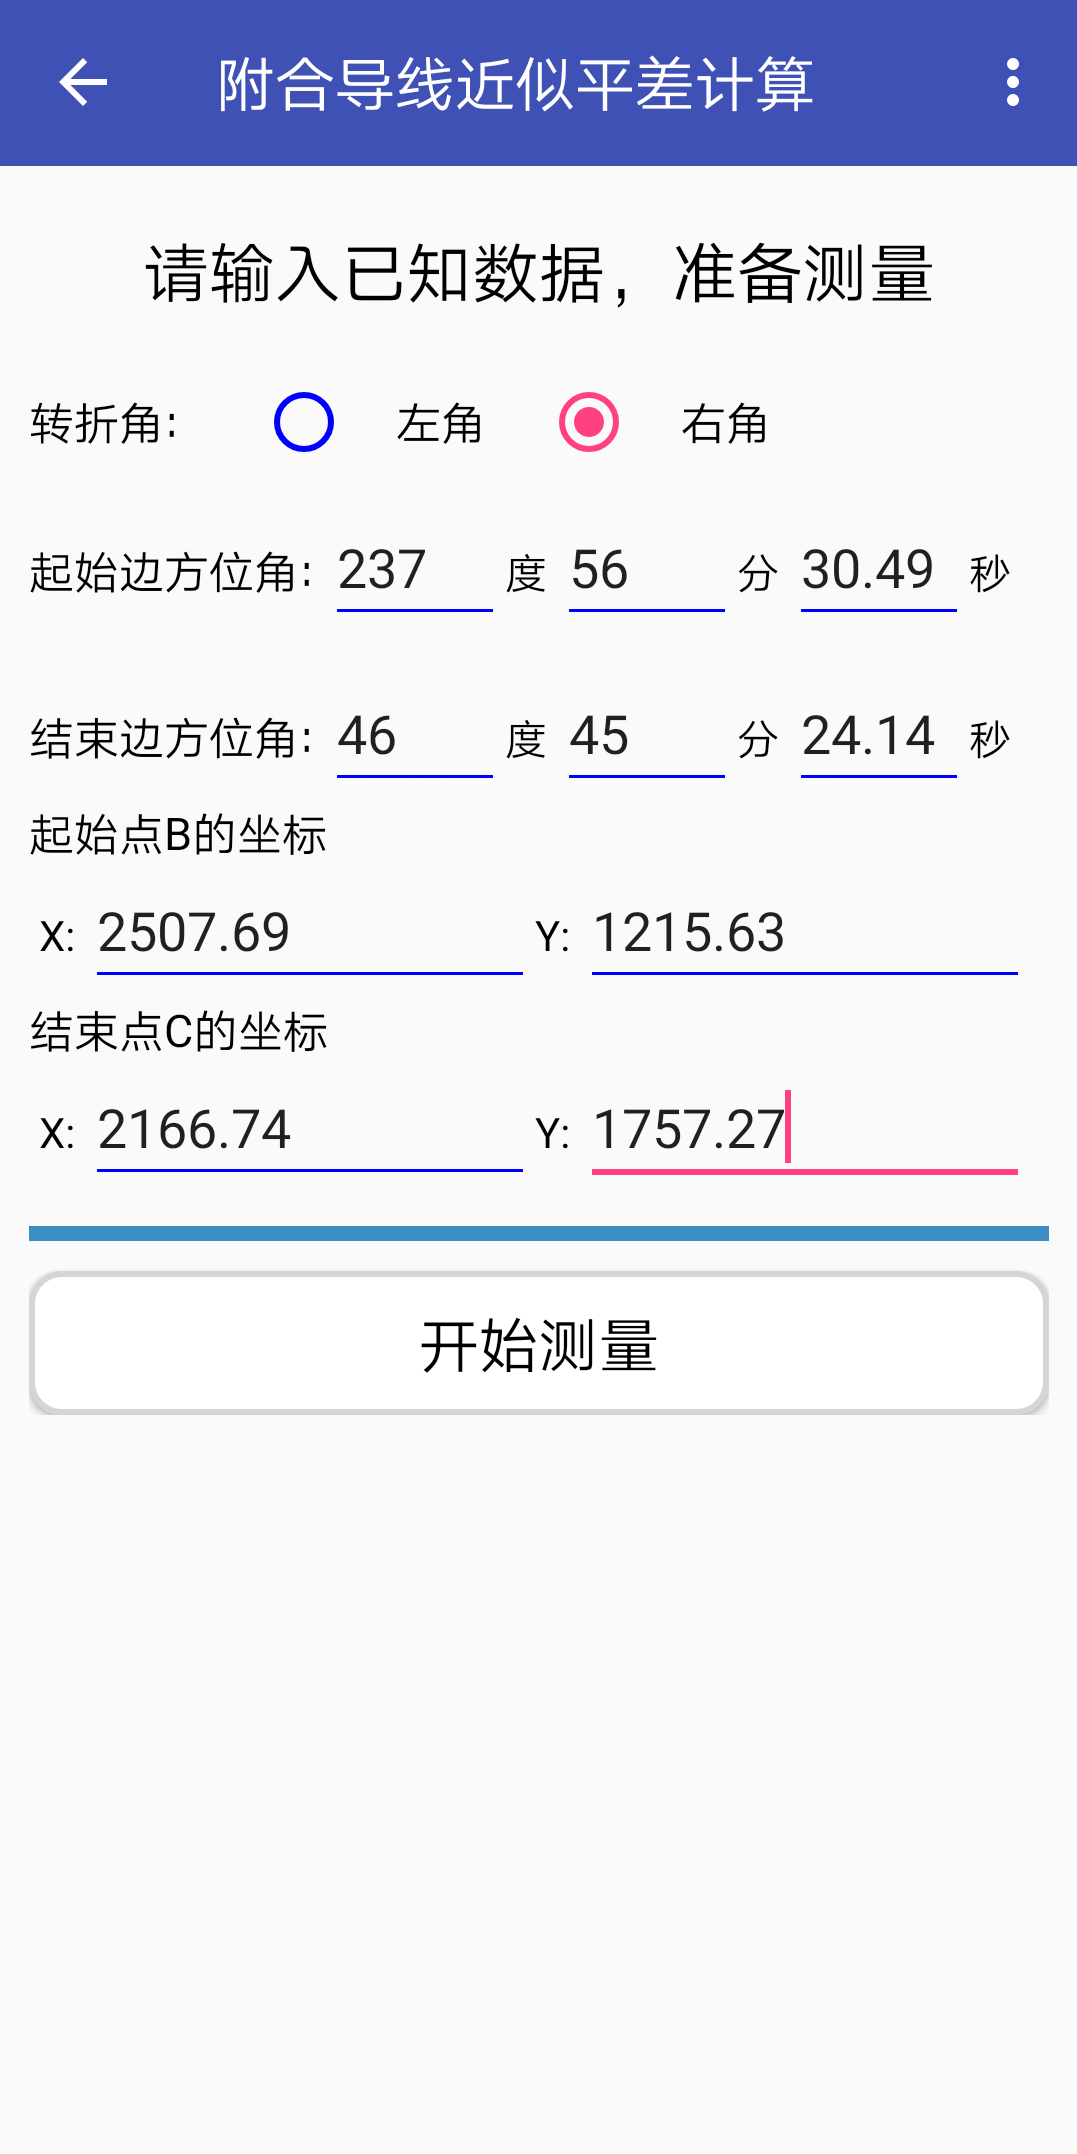 附合导线近似平差计算
请输入已知数据，准备测量
转折角: 左角 右角
起始边方位角: 237 度 56 分 30.49 秒
结束边方位角: 46 度 45 分 24.14 秒
起始点B的坐标
X: 2507.69 Y: 1215.63
结束点C的坐标
X: 2166.74 Y: 1757.27
开始测量